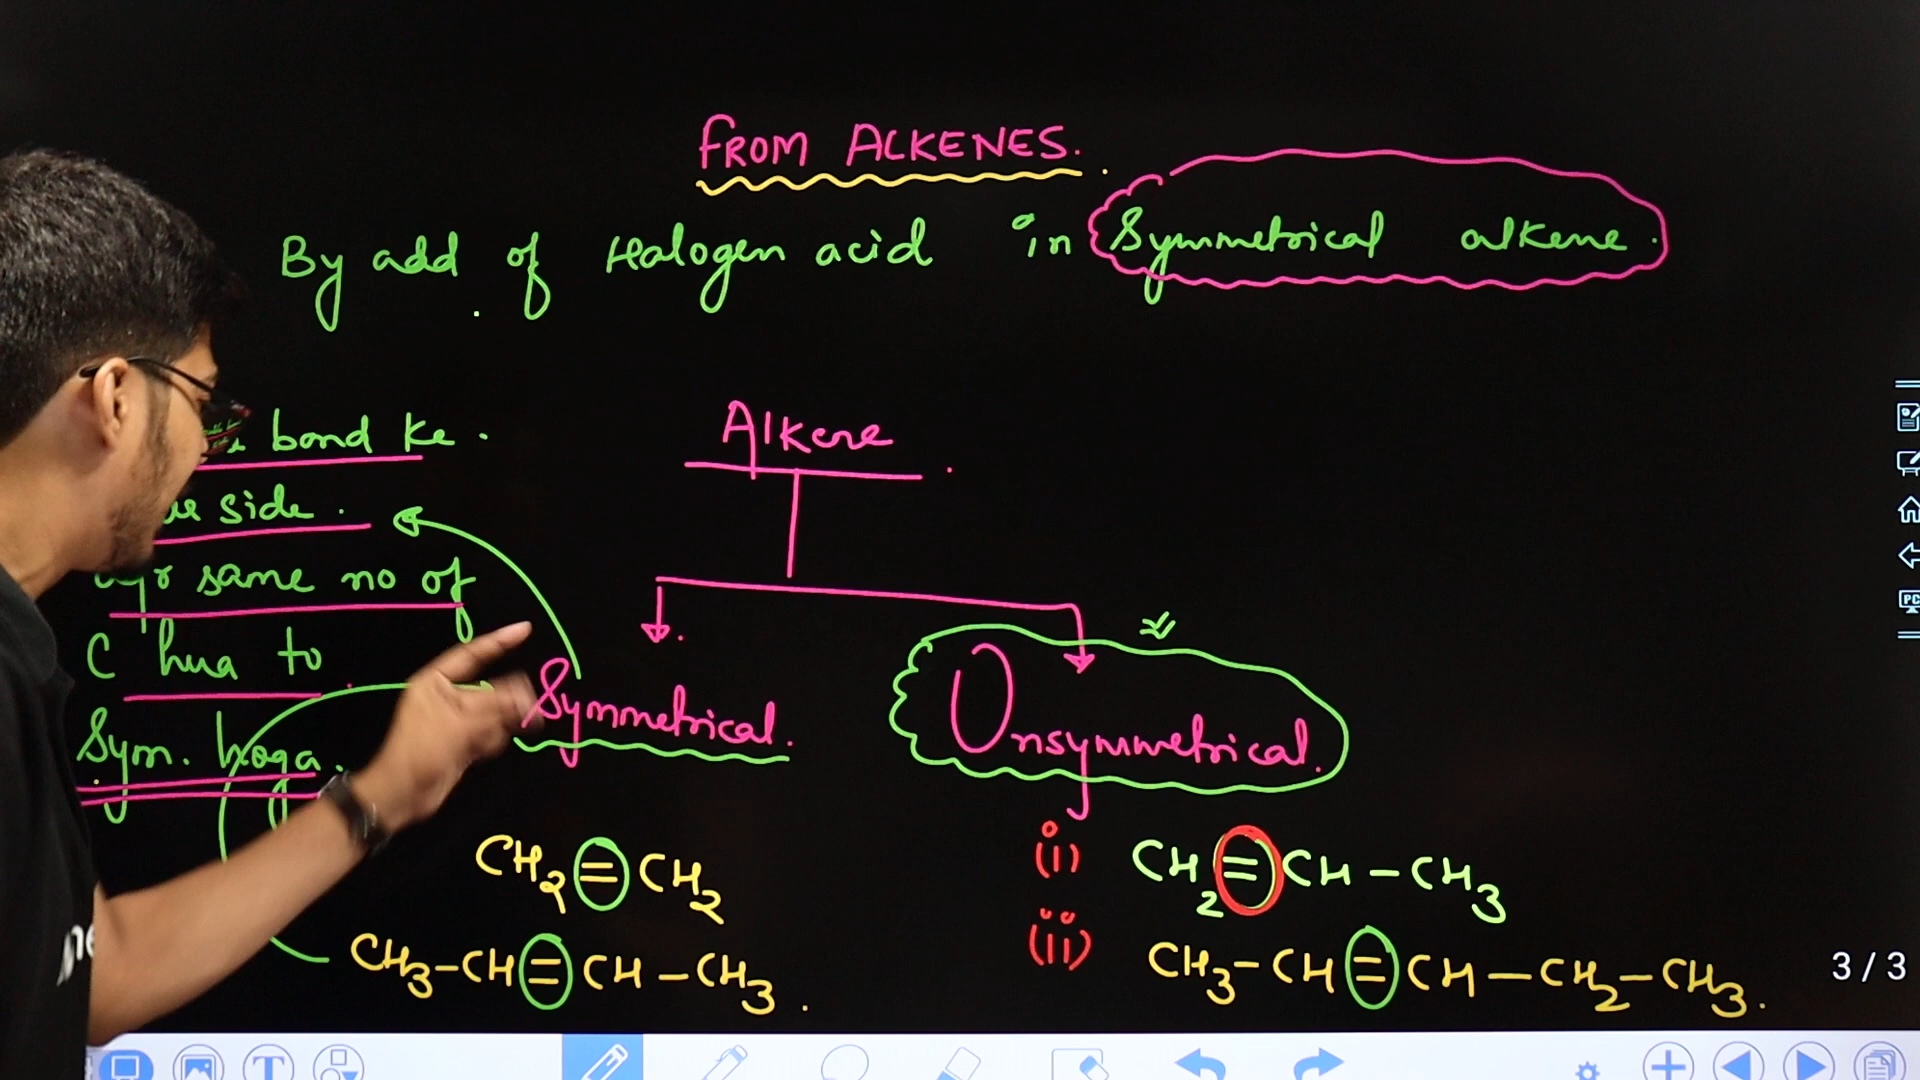 FROM ALKENES.
By add of Halogen acid in Symmetrical alkene.
bond ke.
side.
same no of
C hua to
Sym. hoga.
Alkene
Symmetrical.
Unsymmetrical.
CH₂=CH₂
CH₃-CH=CH-CH₃.
(i) CH₂=CH-CH₃
(ii) CH₃-CH=CH-CH₂-CH₃.
3/3
T
PC